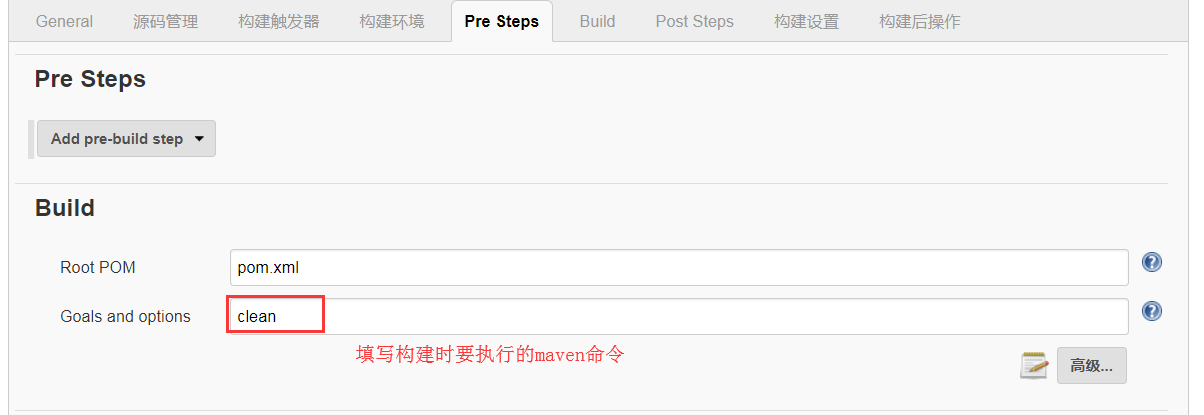 General 源码管理 构建触发器 构建环境 Pre Steps Build Post Steps 构建设置 构建后操作
Pre Steps
Add pre-build step
Build
Root POM pom.xml
Goals and options clean
填写构建时要执行的maven命令
高级...